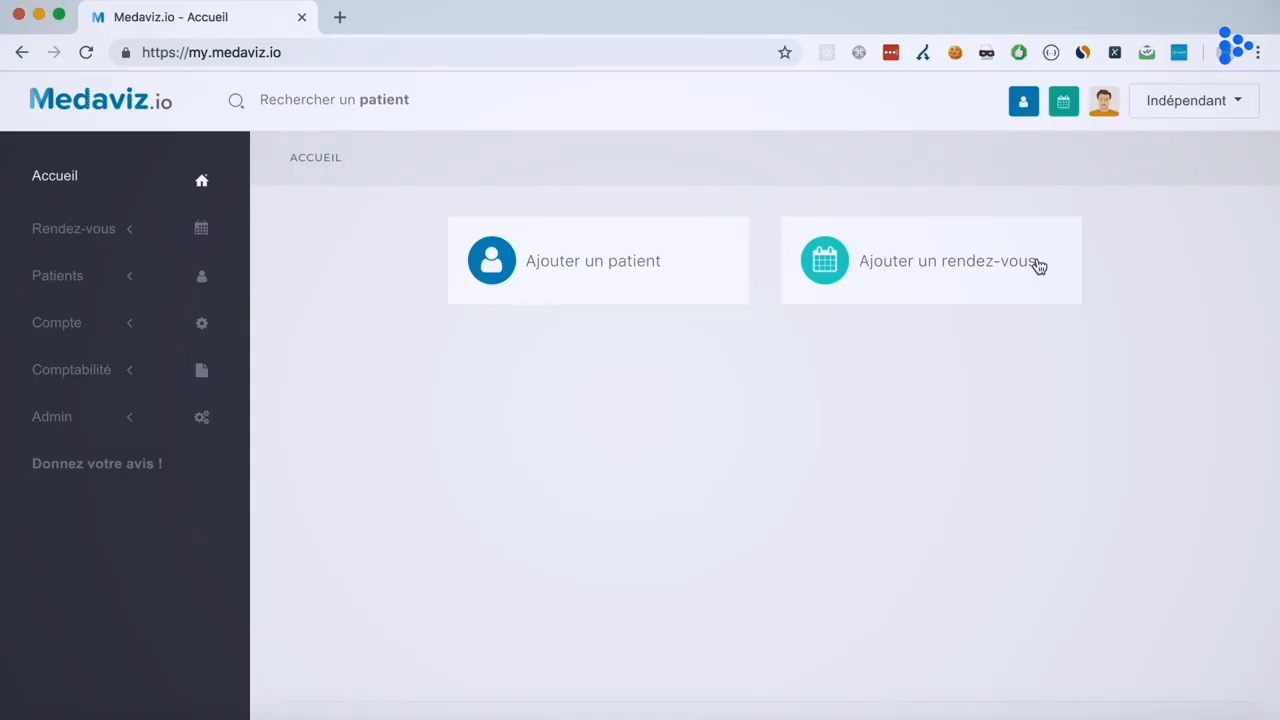 Medaviz.io - Accueil
https://my.medaviz.io
Medaviz.io
Rechercher un patient
Indépendant
Accueil
ACCUEIL
Rendez-vous
Patients
Compte
Comptabilité
Admin
Donnez votre avis !
Ajouter un patient
Ajouter un rendez-vous